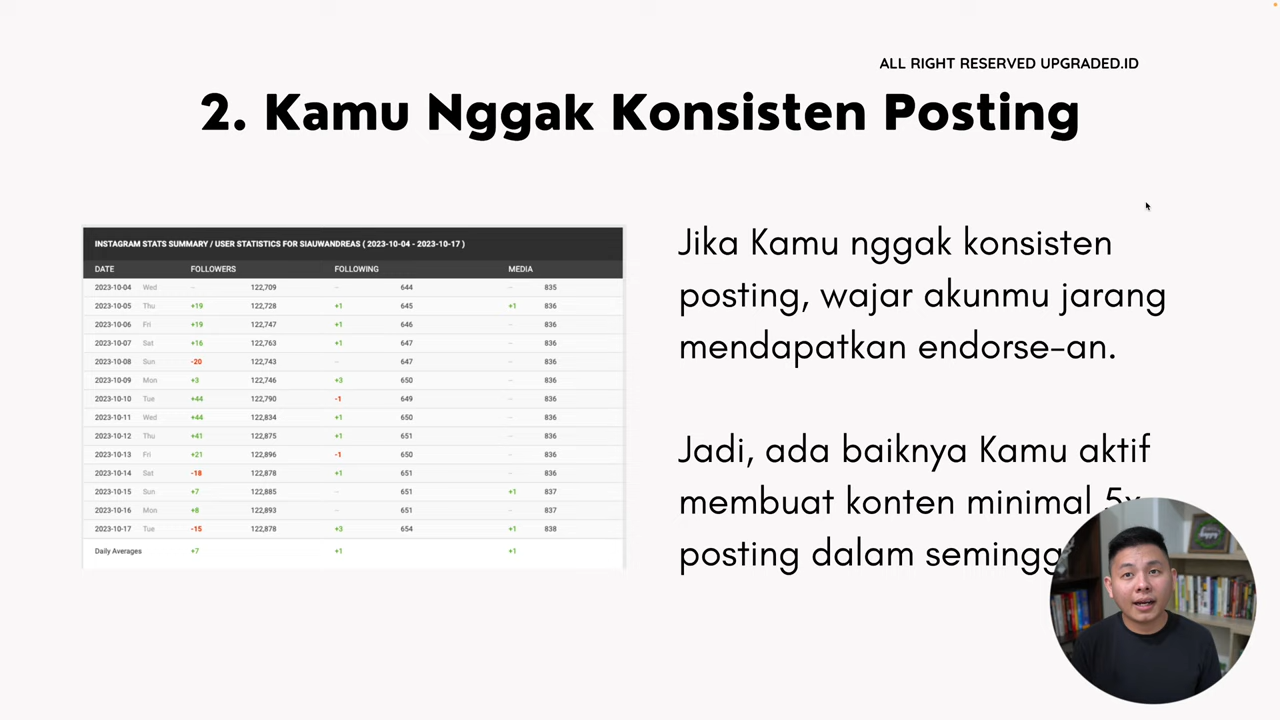 ALL RIGHT RESERVED UPGRADED.ID
2. Kamu Nggak Konsisten Posting
INSTAGRAM STATS SUMMARY / USER STATISTICS FOR SIAUWANDREAS ( 2023-10-04 - 2023-10-17 )
DATE FOLLOWERS FOLLOWING MEDIA
2023-10-04 Wed -- 122,709 -- 644 -- 835
2023-10-05 Thu +19 122,728 +1 645 +1 836
2023-10-06 Fri +19 122,747 +1 646 -- 836
2023-10-07 Sat +16 122,763 +1 647 -- 836
2023-10-08 Sun -20 122,743 -- 647 -- 836
2023-10-09 Mon +3 122,746 +3 650 -- 836
2023-10-10 Tue +44 122,790 -1 649 -- 836
2023-10-11 Wed +44 122,834 +1 650 -- 836
2023-10-12 Thu +41 122,875 +1 651 -- 836
2023-10-13 Fri +21 122,896 -1 650 -- 836
2023-10-14 Sat -18 122,878 +1 651 -- 836
2023-10-15 Sun +7 122,885 -- 651 +1 837
2023-10-16 Mon +8 122,893 -- 651 -- 837
2023-10-17 Tue -15 122,878 +3 654 +1 838
Daily Averages +7 +1 +1
Jika Kamu nggak konsisten
posting, wajar akunmu jarang
mendapatkan endorse-an.
Jadi, ada baiknya Kamu aktif
membuat konten minimal 5x
posting dalam semingg